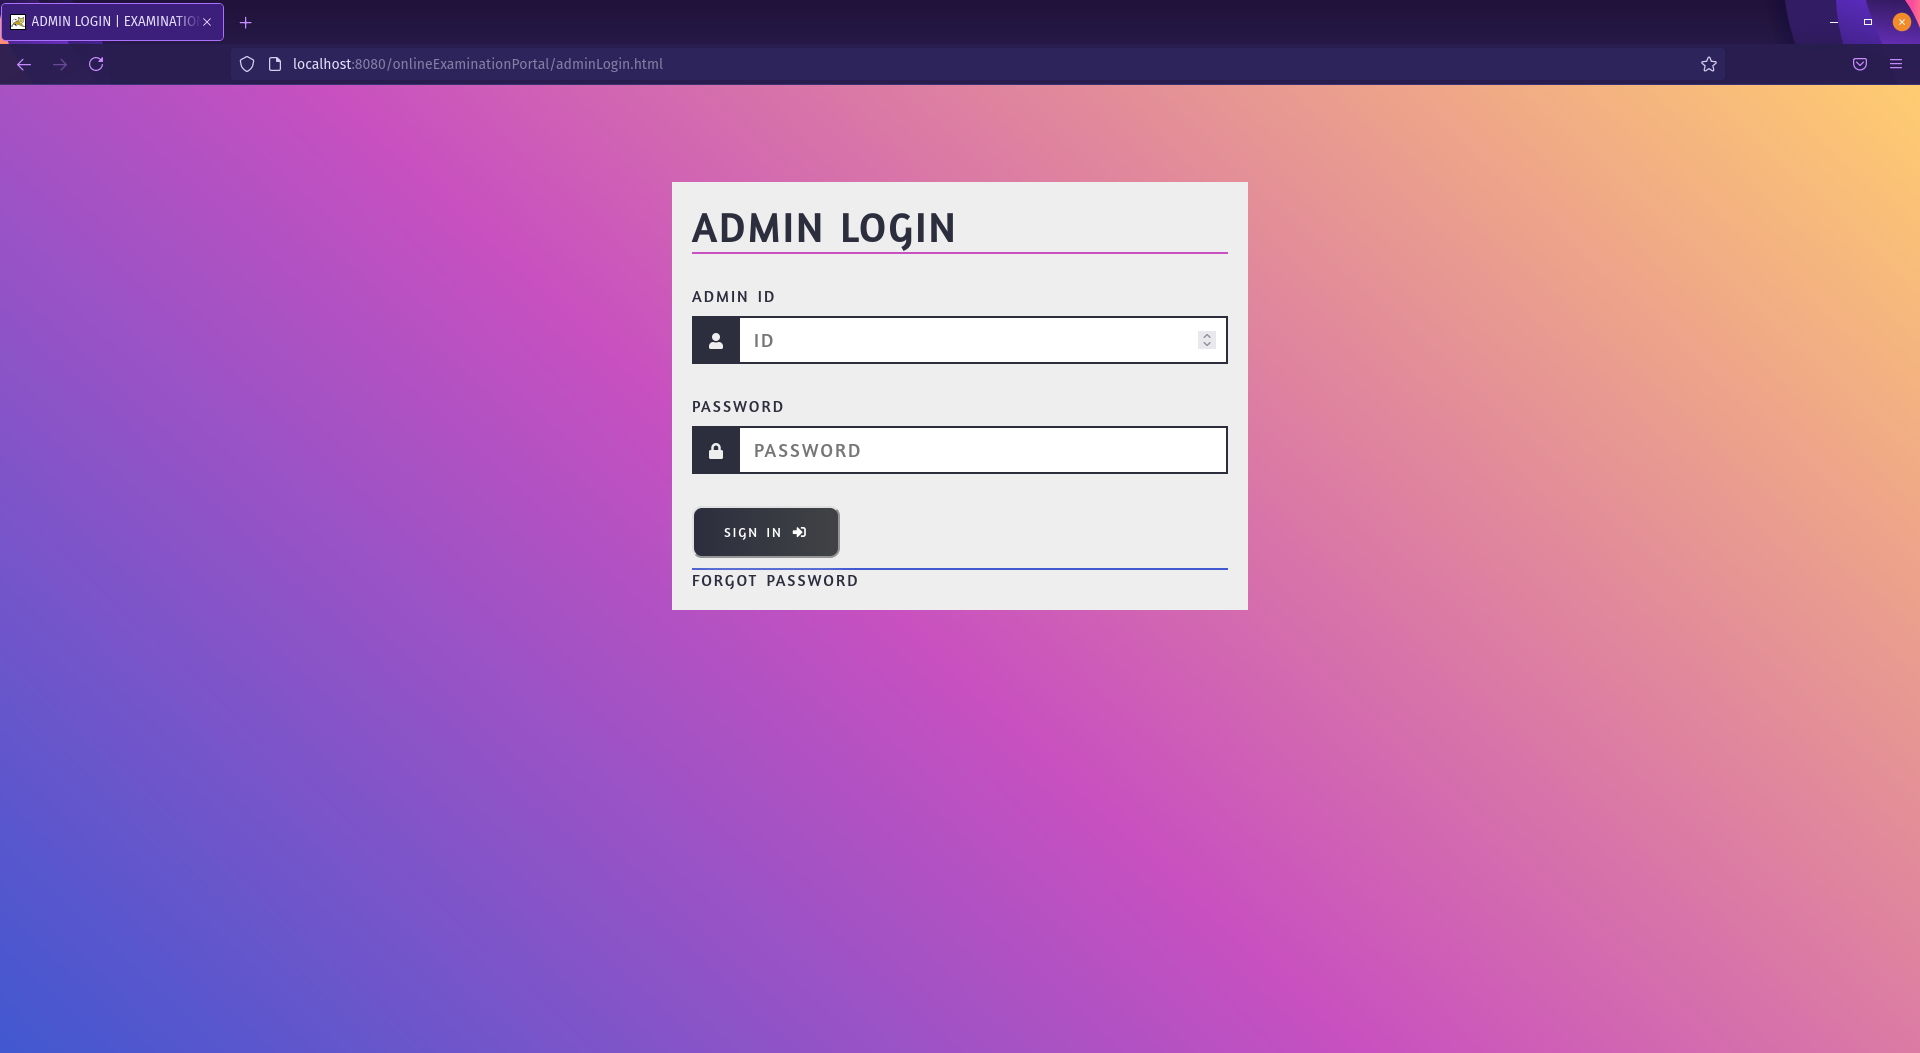 ADMIN LOGIN | EXAMINATIO
localhost:8080/onlineExaminationPortal/adminLogin.html
ADMIN LOGIN
ADMIN ID
ID
PASSWORD
PASSWORD
SIGN IN
FORGOT PASSWORD